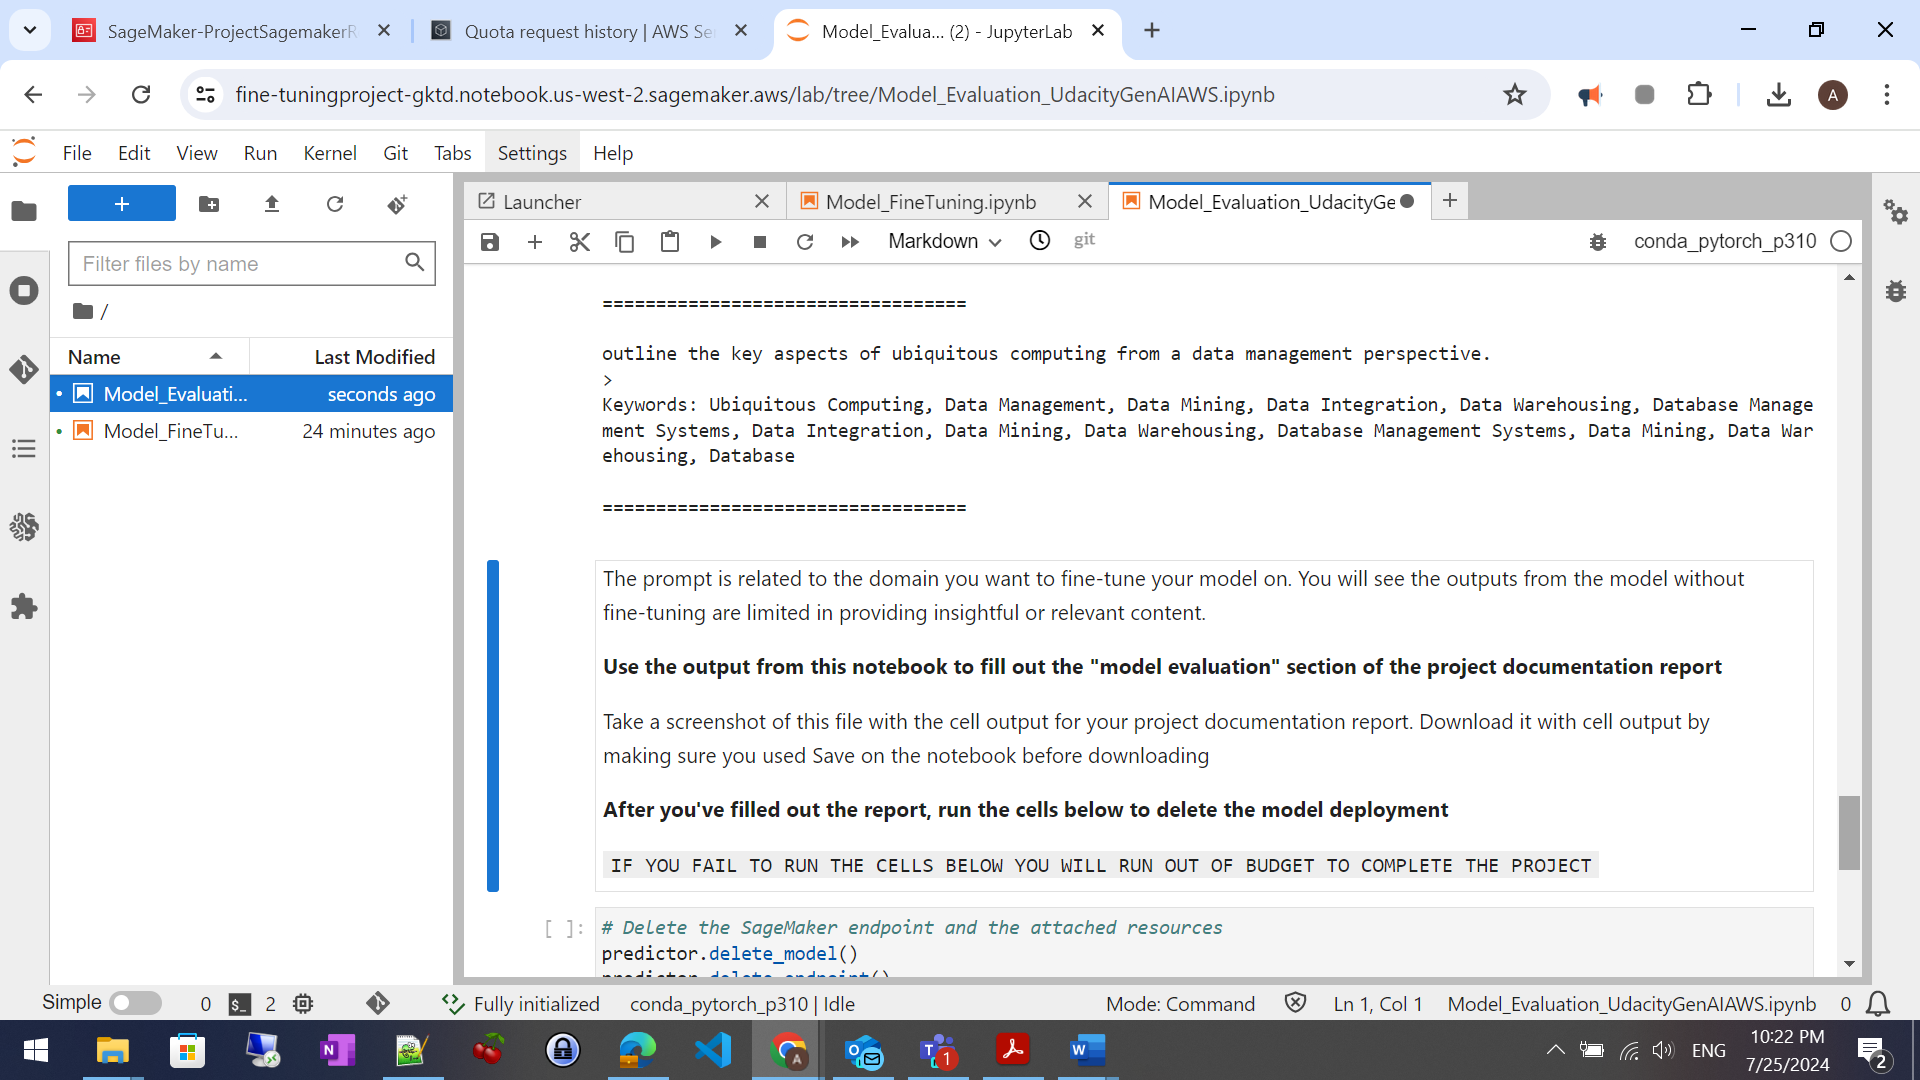 SageMaker-ProjectSagemakerR
Quota request history | AWS Se
Model_Evalua... (2) - JupyterLab
fine-tuningproject-gktd.notebook.us-west-2.sagemaker.aws/lab/tree/Model_Evaluation_UdacityGenAIAWS.ipynb
A
File Edit View Run Kernel Git Tabs Settings Help
Launcher
Model_FineTuning.ipynb
Model_Evaluation_UdacityGe
Markdown
git
conda_pytorch_p310
Filter files by name
/
Name Last Modified
Model_Evaluati... seconds ago
Model_FineTu... 24 minutes ago
==================================
outline the key aspects of ubiquitous computing from a data management perspective.
>
Keywords: Ubiquitous Computing, Data Management, Data Mining, Data Integration, Data Warehousing, Database Manage
ment Systems, Data Integration, Data Mining, Data Warehousing, Database Management Systems, Data Mining, Data War
ehousing, Database
==================================
The prompt is related to the domain you want to fine-tune your model on. You will see the outputs from the model without
fine-tuning are limited in providing insightful or relevant content.
Use the output from this notebook to fill out the "model evaluation" section of the project documentation report
Take a screenshot of this file with the cell output for your project documentation report. Download it with cell output by
making sure you used Save on the notebook before downloading
After you've filled out the report, run the cells below to delete the model deployment
IF YOU FAIL TO RUN THE CELLS BELOW YOU WILL RUN OUT OF BUDGET TO COMPLETE THE PROJECT
[ ]: # Delete the SageMaker endpoint and the attached resources
predictor.delete_model()
predictor.delete_endpoint()
Simple 0 $_ 2 Fully initialized conda_pytorch_p310 | Idle Mode: Command Ln 1, Col 1 Model_Evaluation_UdacityGenAIAWS.ipynb 0
ENG
10:22 PM
7/25/2024
1
2